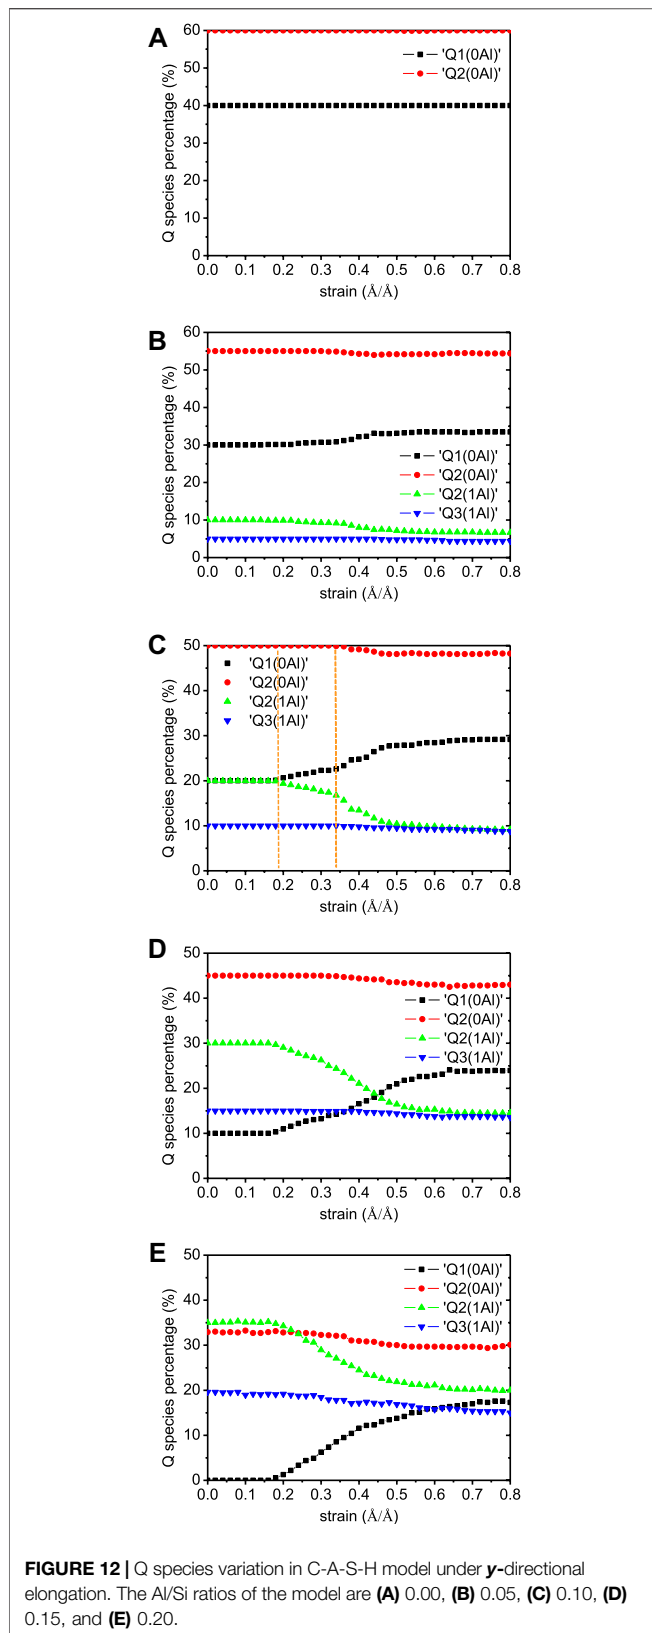 A
60
50
40
30
20
10
0
Q species percentage (%)
'Q1(0Al)'
'Q2(0Al)'
0.0 0.1 0.2 0.3 0.4 0.5 0.6 0.7 0.8
strain (Å/Å)
B
60
50
40
30
20
10
0
Q species percentage (%)
'Q1(0Al)'
'Q2(0Al)'
'Q2(1Al)'
'Q3(1Al)'
0.0 0.1 0.2 0.3 0.4 0.5 0.6 0.7 0.8
strain (Å/Å)
C
50
40
30
20
10
0
Q species percentage (%)
'Q1(0Al)'
'Q2(0Al)'
'Q2(1Al)'
'Q3(1Al)'
0.0 0.1 0.2 0.3 0.4 0.5 0.6 0.7 0.8
strain (Å/Å)
D
50
40
30
20
10
0
Q species percentage (%)
'Q1(0Al)'
'Q2(0Al)'
'Q2(1Al)'
'Q3(1Al)'
0.0 0.1 0.2 0.3 0.4 0.5 0.6 0.7 0.8
strain (Å/Å)
E
50
40
30
20
10
0
Q species percentage (%)
'Q1(0Al)'
'Q2(0Al)'
'Q2(1Al)'
'Q3(1Al)'
0.0 0.1 0.2 0.3 0.4 0.5 0.6 0.7 0.8
strain (Å/Å)
FIGURE 12 | Q species variation in C-A-S-H model under y-directional
elongation. The Al/Si ratios of the model are (A) 0.00, (B) 0.05, (C) 0.10, (D)
0.15, and (E) 0.20.